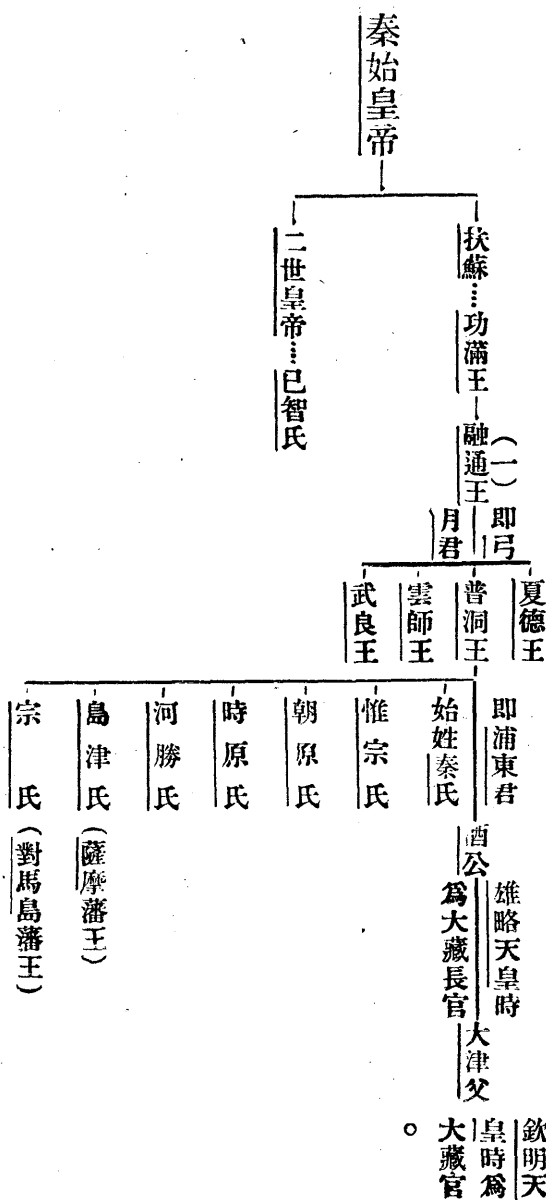 秦始皇帝
扶蘇……功滿王
(一)
融通王
即弓
月君
二世皇帝……已智氏
夏德王
普洞王
雲師王
武良王
即浦東君
始姓秦氏
惟宗氏
朝原氏
時原氏
河勝氏
島津氏(薩摩藩王)
宗氏(對馬島藩王)
酒公
雄略天皇時
爲大藏長官
大津父
欽明天
皇時爲
大藏官
。